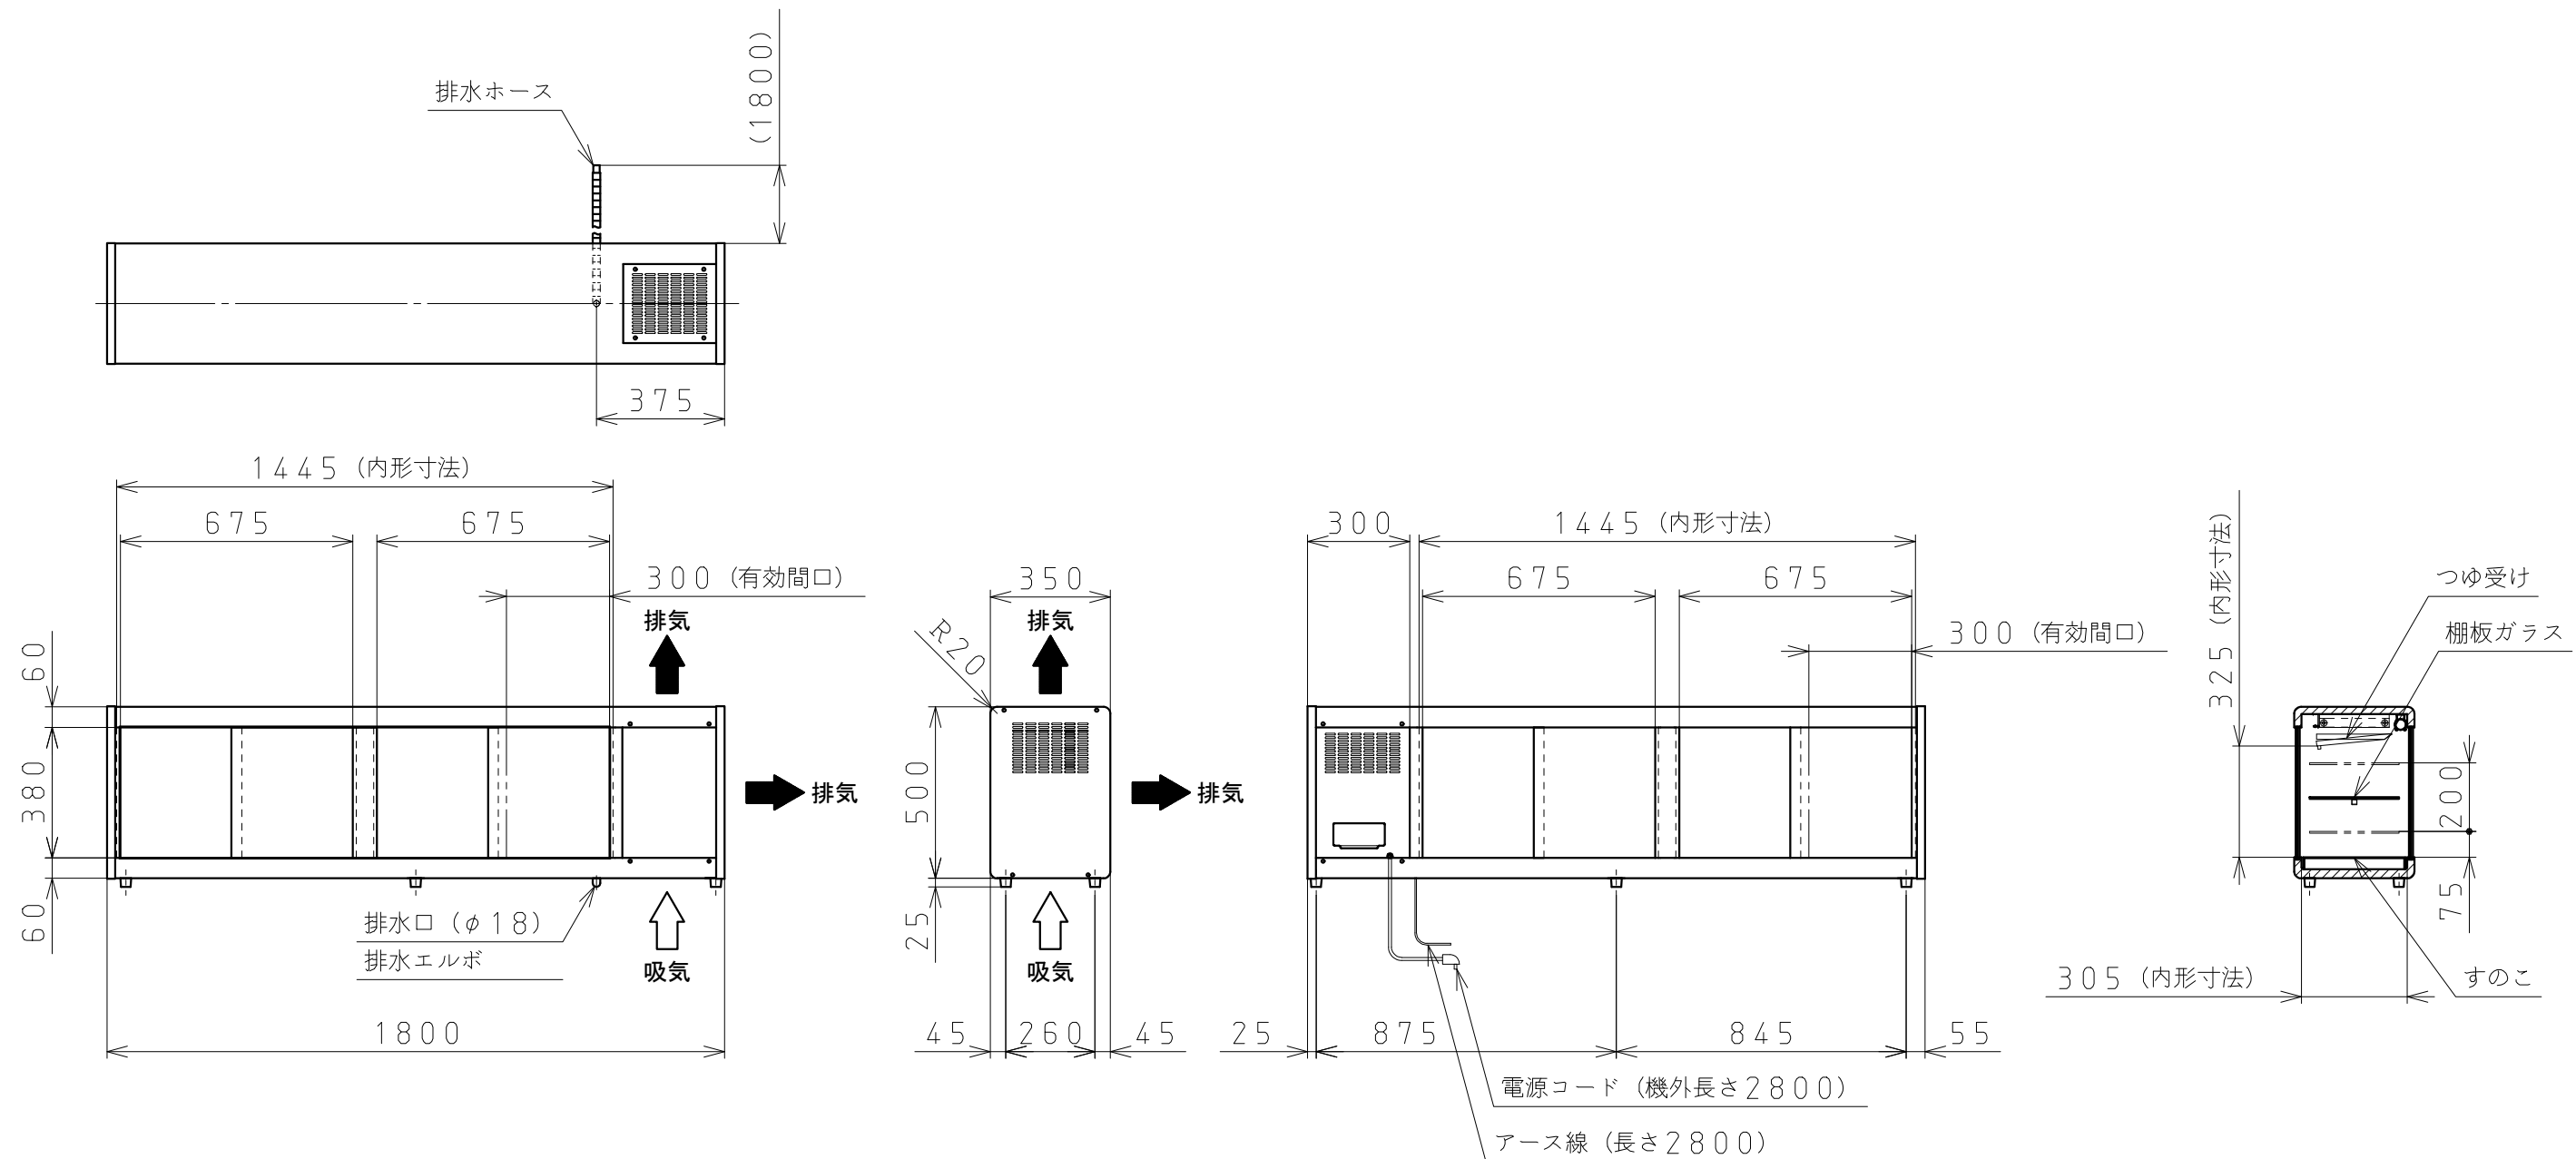 排水ホース
(1800)
375
1445 (内形寸法)
675
675
300 (有効間口)
排気
60
380
60
排気
排水口 (φ18)
排水エルボ
吸気
1800
350
排気
R20
500
25
排気
吸気
45
260
45
300
1445 (内形寸法)
675
675
300 (有効間口)
25
875
845
55
電源コード (機外長さ2800)
アース線 (長さ2800)
325 (内形寸法)
つゆ受け
棚板ガラス
200
75
305 (内形寸法)
すのこ